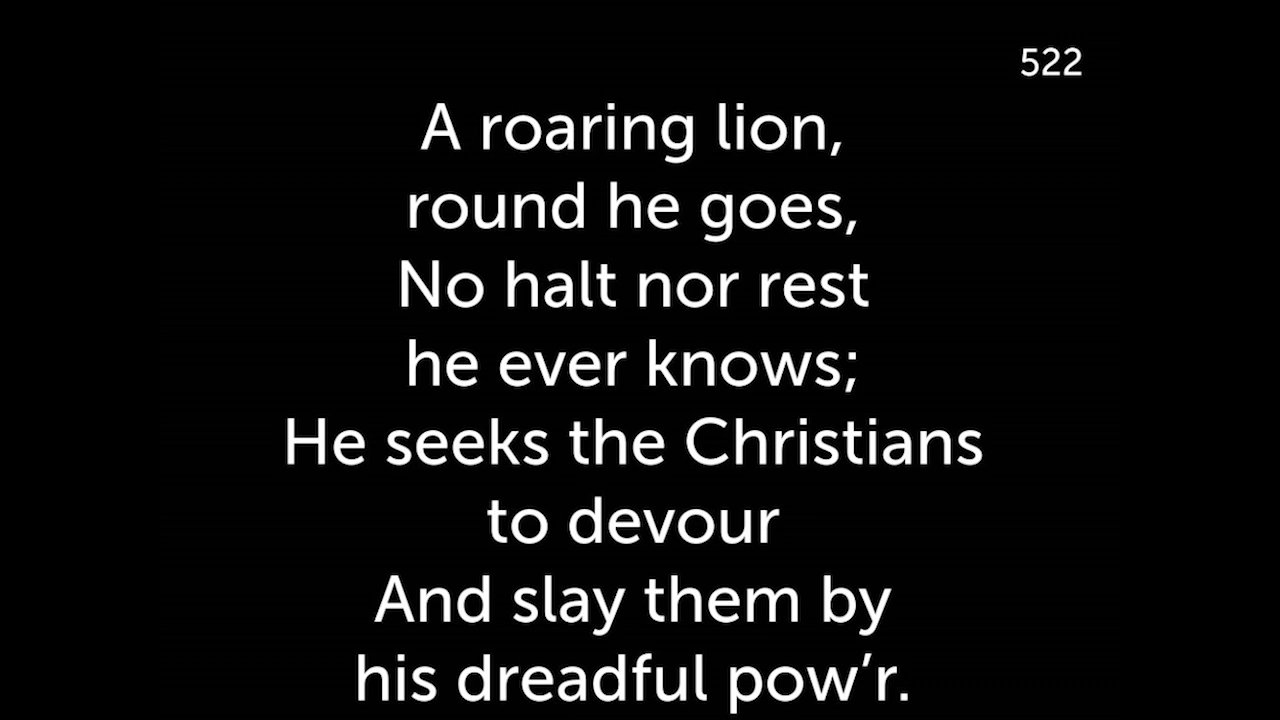 522
A roaring lion,
round he goes,
No halt nor rest
he ever knows;
He seeks the Christians
to devour
And slay them by
his dreadful pow’r.